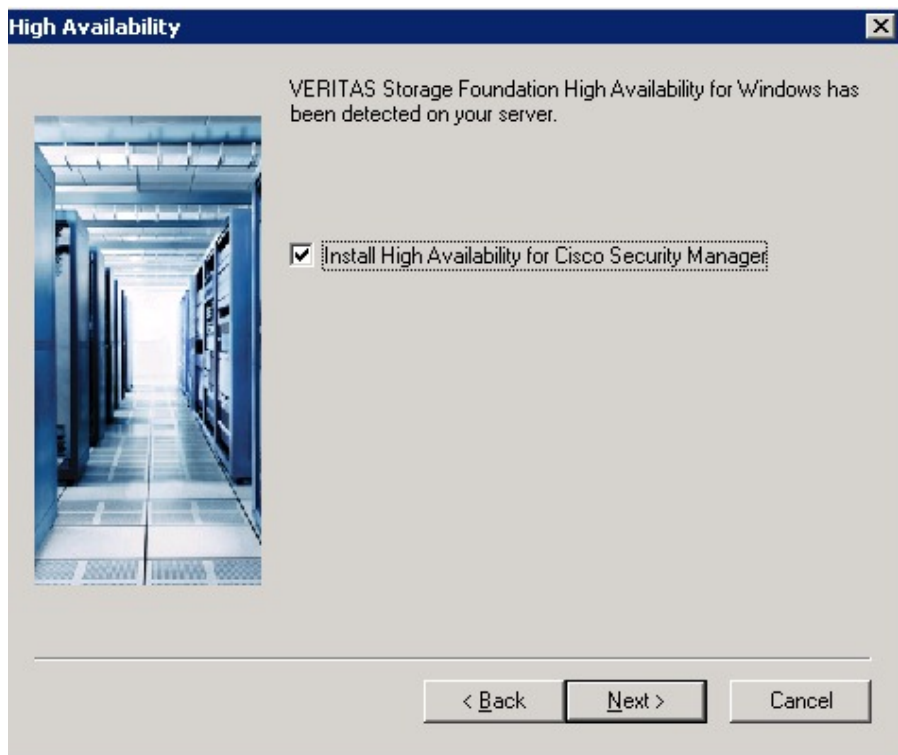 High Availability
VERITAS Storage Foundation High Availability for Windows has
been detected on your server.
Install High Availability for Cisco Security Manager
< Back
Next >
Cancel